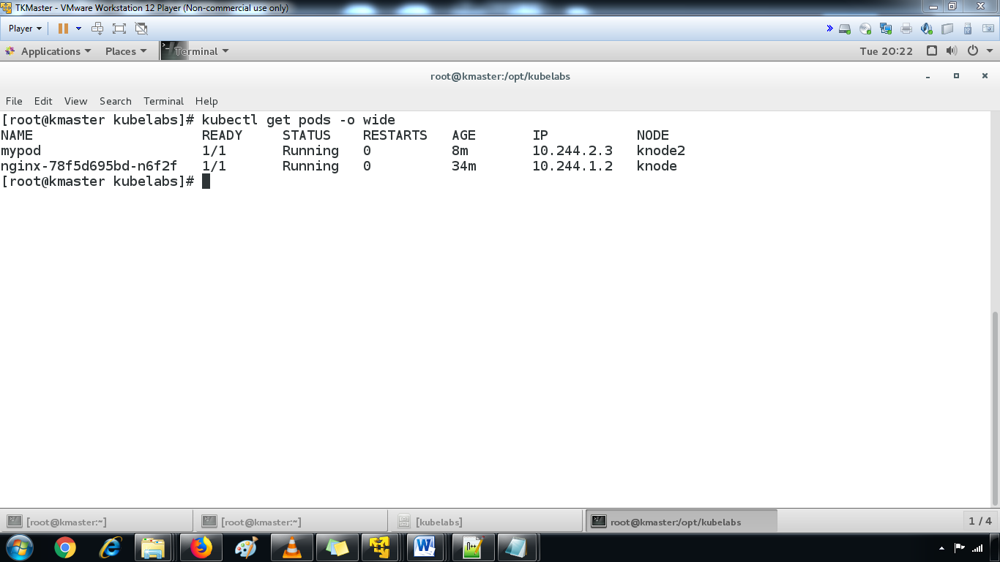 TKMaster - VMware Workstation 12 Player (Non-commercial use only)
Player
Applications Places Terminal Tue 20:22
root@kmaster:/opt/kubelabs
File Edit View Search Terminal Help
[root@kmaster kubelabs]# kubectl get pods -o wide
NAME READY STATUS RESTARTS AGE IP NODE
mypod 1/1 Running 0 8m 10.244.2.3 knode2
nginx-78f5d695bd-n6f2f 1/1 Running 0 34m 10.244.1.2 knode
[root@kmaster kubelabs]#
[root@kmaster:~] [root@kmaster:~] [kubelabs] root@kmaster:/opt/kubelabs 1 / 4